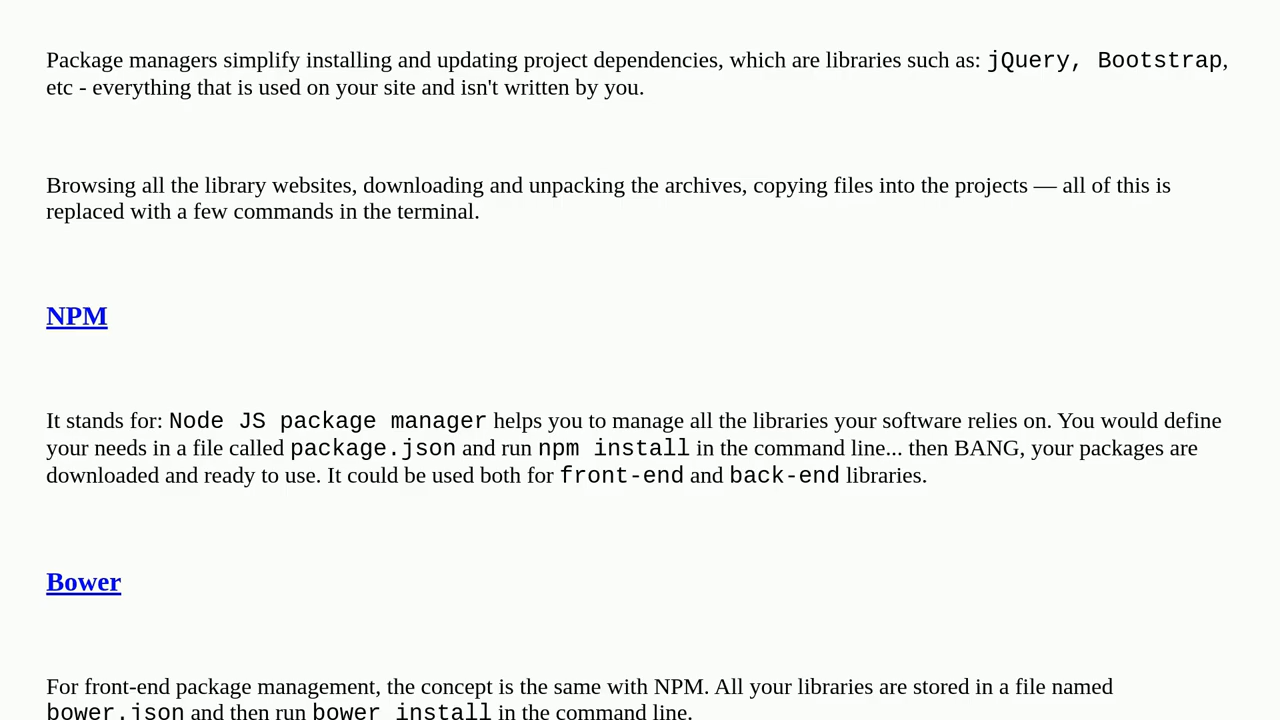 Package managers simplify installing and updating project dependencies, which are libraries such as: jQuery, Bootstrap,
etc - everything that is used on your site and isn't written by you.
Browsing all the library websites, downloading and unpacking the archives, copying files into the projects — all of this is
replaced with a few commands in the terminal.
NPM
It stands for: Node JS package manager helps you to manage all the libraries your software relies on. You would define
your needs in a file called package.json and run npm install in the command line... then BANG, your packages are
downloaded and ready to use. It could be used both for front-end and back-end libraries.
Bower
For front-end package management, the concept is the same with NPM. All your libraries are stored in a file named
bower.json and then run bower install in the command line.